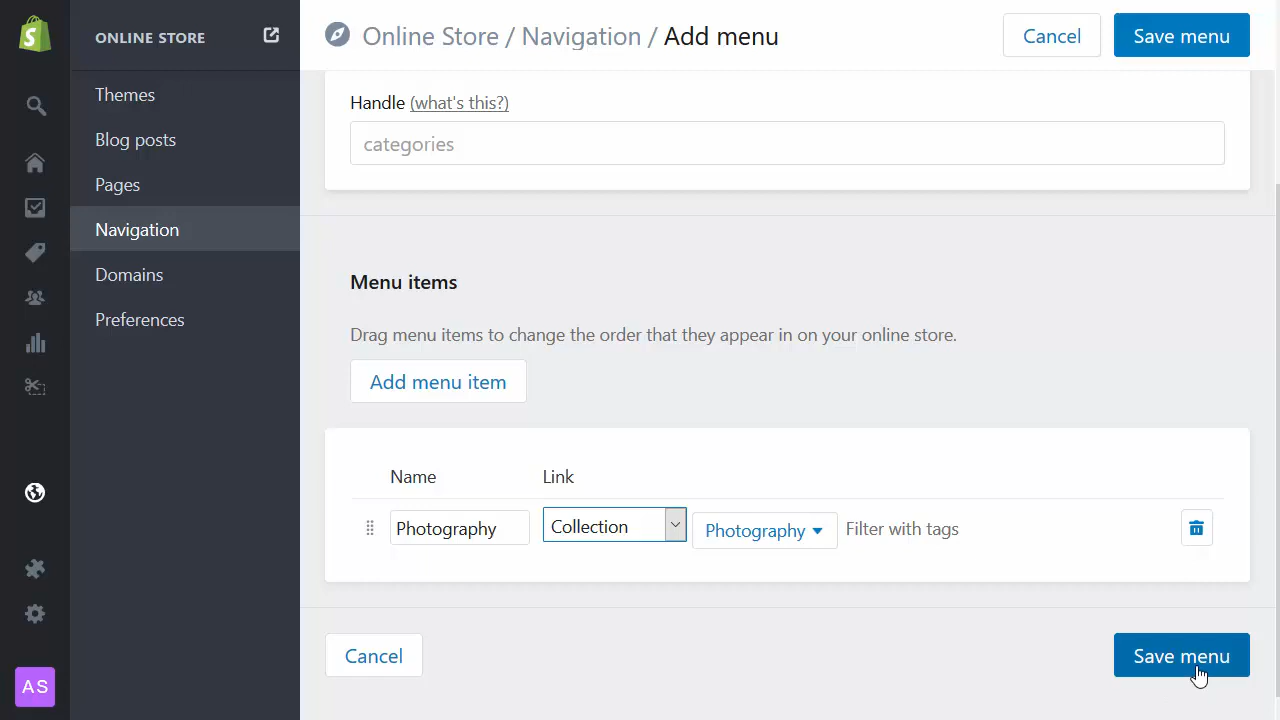 ONLINE STORE
Themes
Blog posts
Pages
Navigation
Domains
Preferences
AS
Online Store / Navigation / Add menu
Cancel
Save menu
Handle (what's this?)
categories
Menu items
Drag menu items to change the order that they appear in on your online store.
Add menu item
Name Link
Photography Collection Photography Filter with tags
Cancel
Save menu